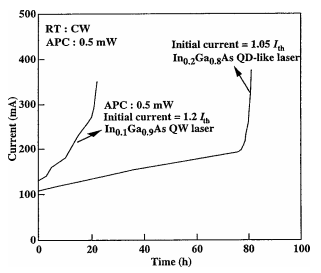 RT : CW
APC : 0.5 mW
Initial current = 1.05 Ith
In0.2Ga0.8As QD-like laser
APC : 0.5 mW
Initial current = 1.2 Ith
In0.1Ga0.9As QW laser
Current (mA)
500
400
300
200
100
0
0 20 40 60 80 100
Time (h)